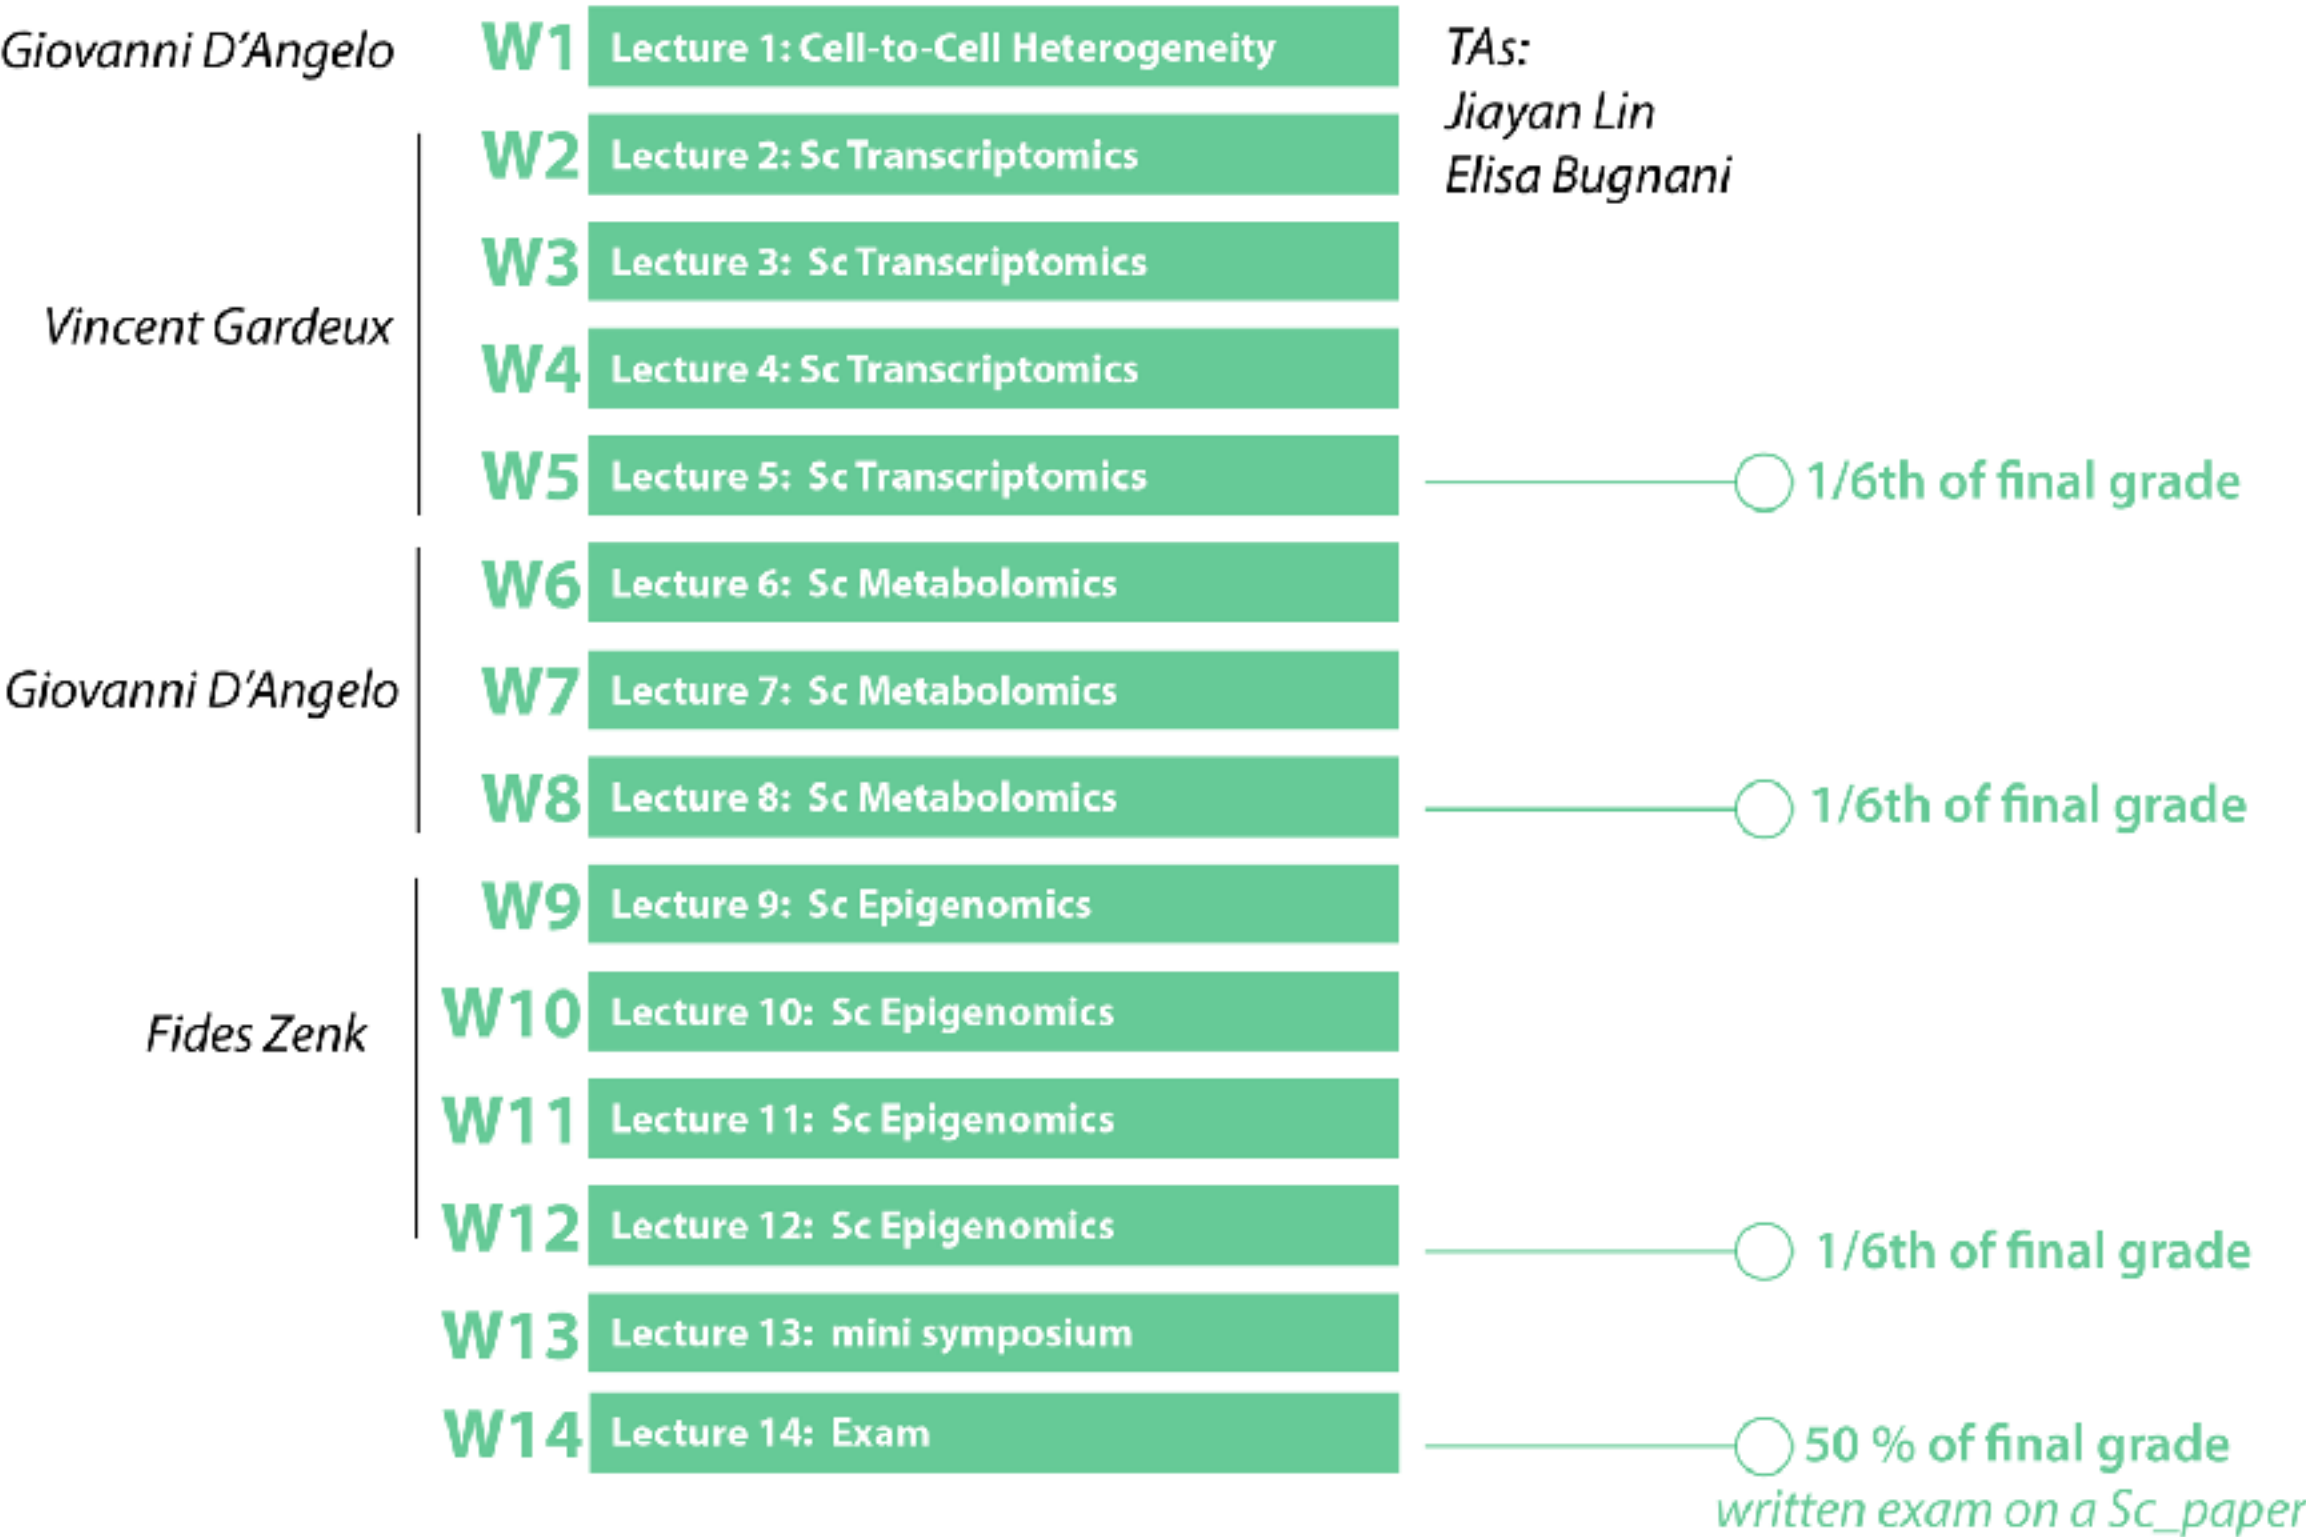 Giovanni D'Angelo
W1 Lecture 1: Cell-to-Cell Heterogeneity
TAs:
Jiayan Lin
Elisa Bugnani
W2 Lecture 2: Sc Transcriptomics
W3 Lecture 3: Sc Transcriptomics
Vincent Gardeux
W4 Lecture 4: Sc Transcriptomics
W5 Lecture 5: Sc Transcriptomics
1/6th of final grade
W6 Lecture 6: Sc Metabolomics
Giovanni D'Angelo
W7 Lecture 7: Sc Metabolomics
W8 Lecture 8: Sc Metabolomics
1/6th of final grade
W9 Lecture 9: Sc Epigenomics
Fides Zenk
W10 Lecture 10: Sc Epigenomics
W11 Lecture 11: Sc Epigenomics
W12 Lecture 12: Sc Epigenomics
1/6th of final grade
W13 Lecture 13: mini symposium
W14 Lecture 14: Exam
50 % of final grade
written exam on a Sc_paper